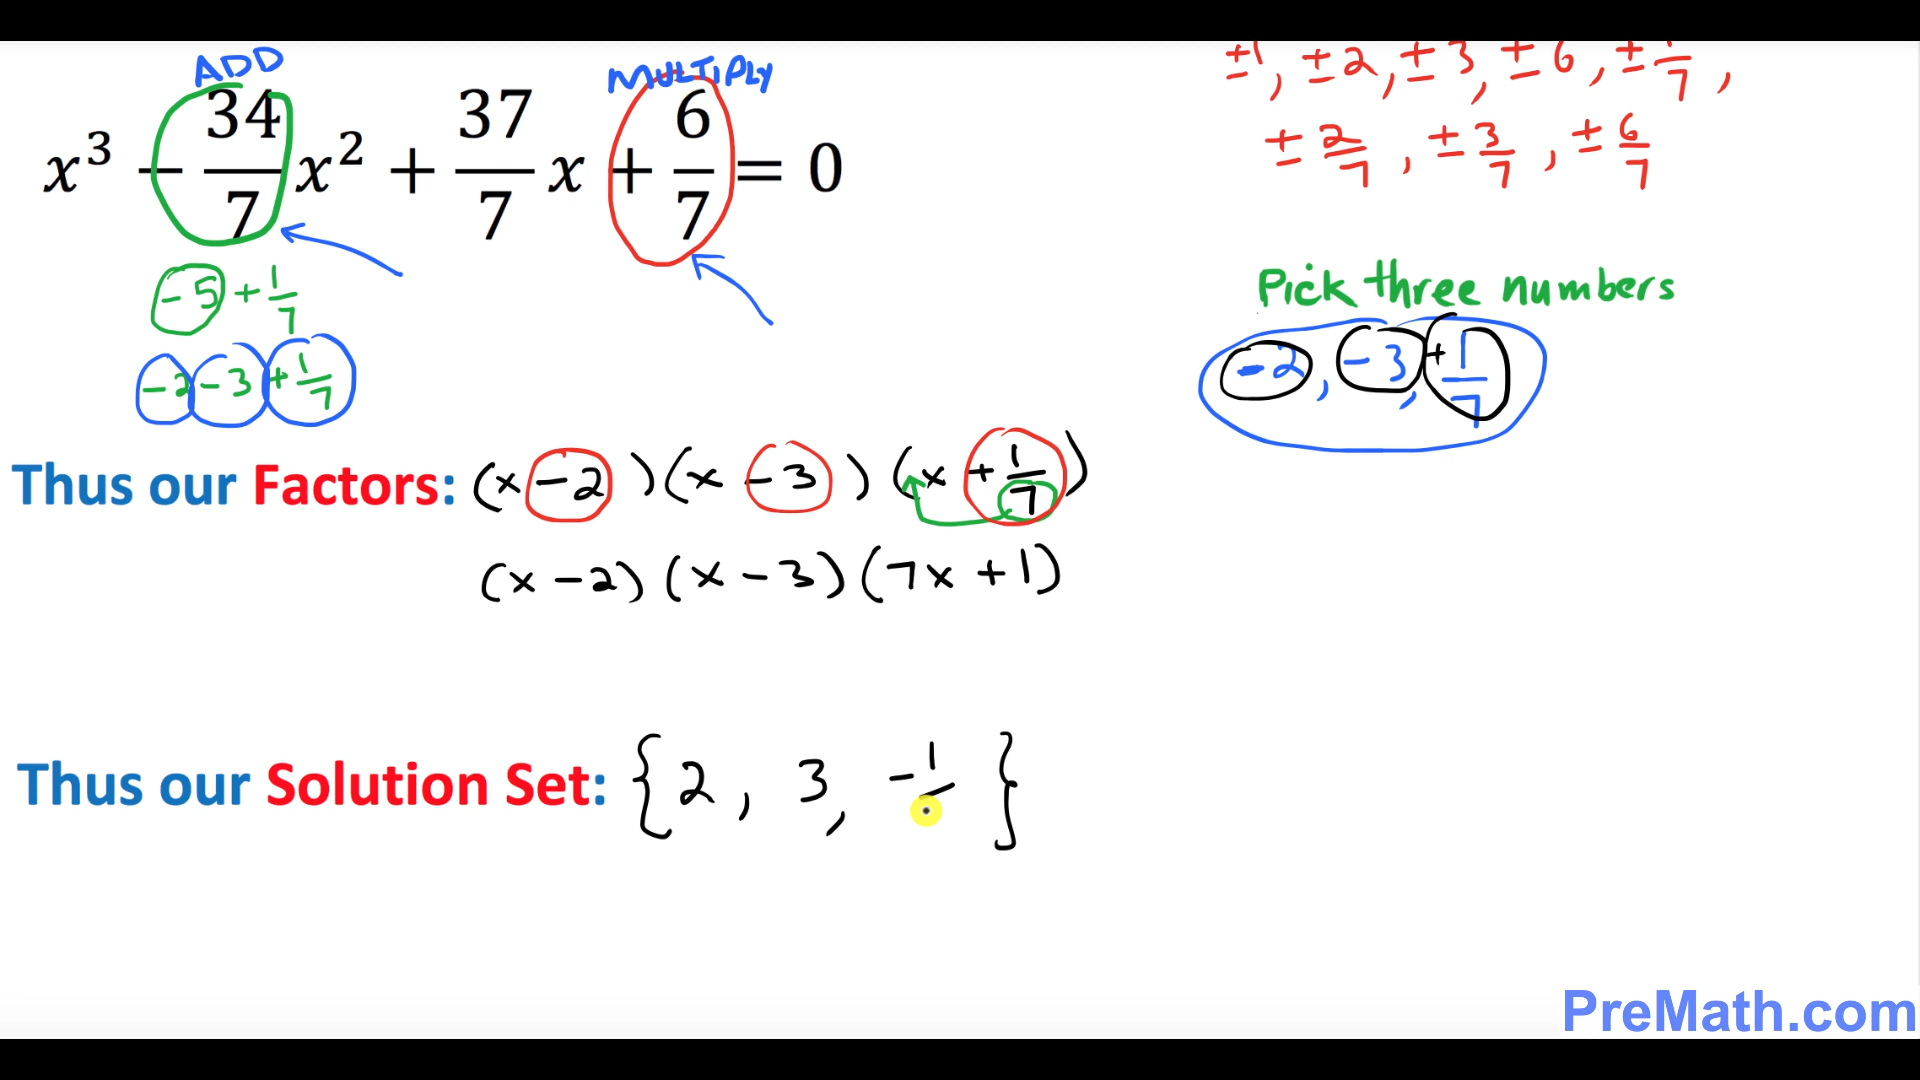 ADD
MULTIPLY
x³ − 34/7 x² + 37/7 x + 6/7 = 0
±1, ±2, ±3, ±6, ±1/7,
±2/7, ±3/7, ±6/7
−5 + 1/7
−2 −3 + 1/7
Pick three numbers
−2, −3, +1/7
Thus our Factors: (x −2) (x −3) (x + 1/7)
(x −2) (x −3) (7x +1)
Thus our Solution Set: {2, 3, −1/ }
PreMath.com